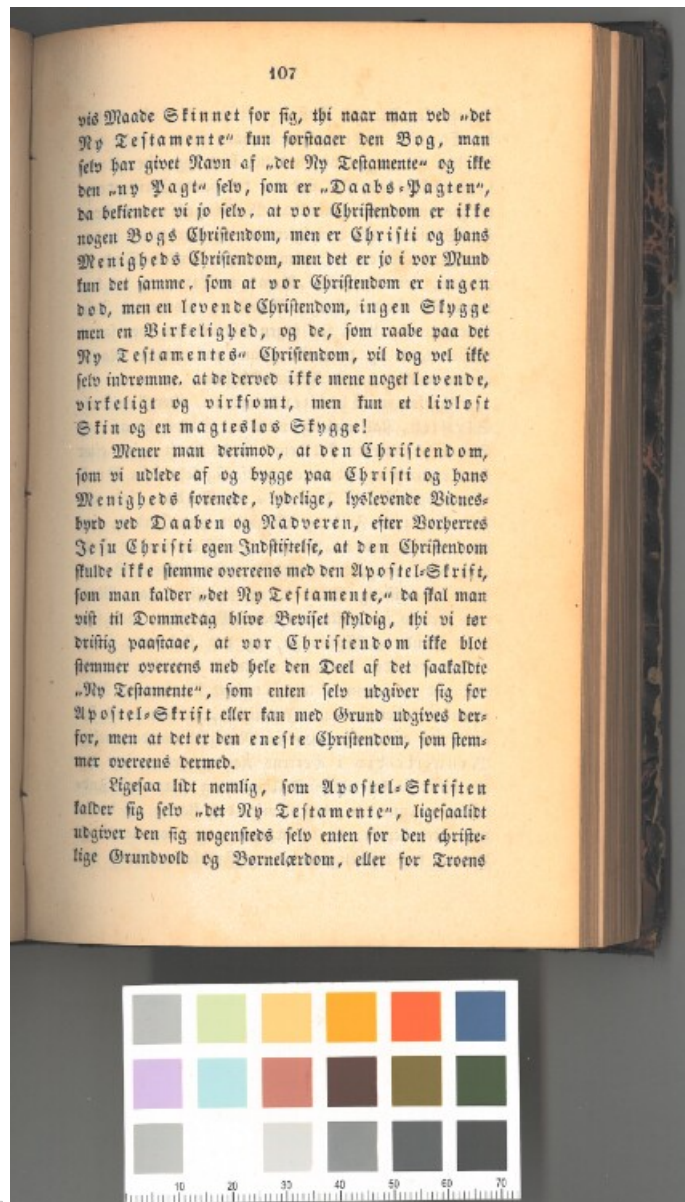 107
vis Maade Skinnet for sig, thi naar man ved „det
Ny Testamente“ kun forstaaer den Bog, man
selv har givet Navn af „det Ny Testamente“ og ikke
den „ny Pagt“ selv, som er „Daabs-Pagten“,
da bekiender vi jo selv, at vor Christendom er ikke
nogen Bogs Christendom, men er Christi og hans
Menigheds Christendom, men det er jo i vor Mund
kun det samme, som at vor Christendom er ingen
død, men en levende Christendom, ingen Skygge
men en Virkelighed, og de, som raabe paa det
Ny Testamentes“ Christendom, vil dog vel ikke
selv indrømme, at de derved ikke mene noget levende,
virkeligt og virksomt, men kun et livløst
Skin og en magtesløs Skygge!
Mener man derimod, at den Christendom,
som vi udlede af og bygge paa Christi og hans
Menigheds forenede, lydelige, lyslevende Vidnes-
byrd ved Daaben og Nadveren, efter Vorherres
Jesu Christi egen Indstiftelse, at den Christendom
skulde ikke stemme overeens med den Apostel-Skrift,
som man kalder „det Ny Testamente,“ da skal man
vist til Dommedag blive Beviset skyldig, thi vi tør
dristig paastaae, at vor Christendom ikke blot
stemmer overeens med hele den Deel af det saakaldte
„Ny Testamente“, som enten selv udgiver sig for
Apostel-Skrift eller kan med Grund udgives der-
for, men at det er den eneste Christendom, som stem-
mer overeens dermed.
Ligesaa lidt nemlig, som Apostel-Skriften
kalder sig selv „det Ny Testamente“, ligesaalidt
udgiver den sig nogensteds selv enten for den christe-
lige Grundvold og Børnelærdom, eller for Troens
10 20 30 40 50 60 70